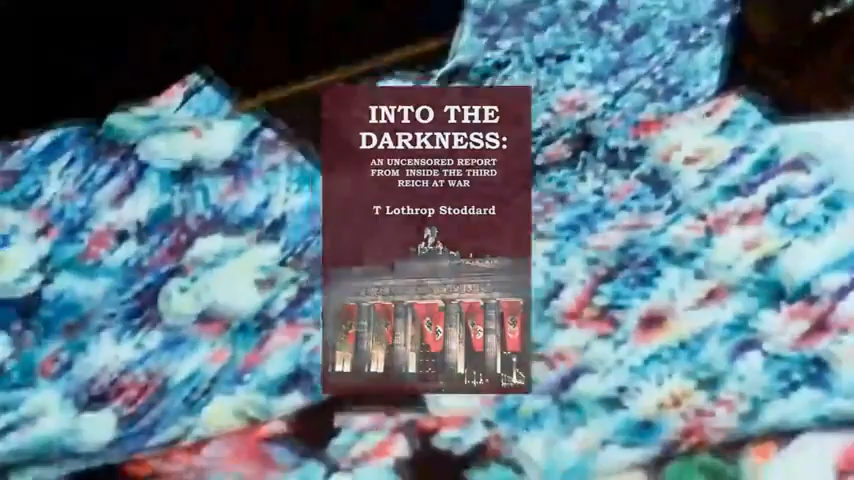 INTO THE
DARKNESS:
AN UNCENSORED REPORT
FROM INSIDE THE THIRD
REICH AT WAR
T Lothrop Stoddard